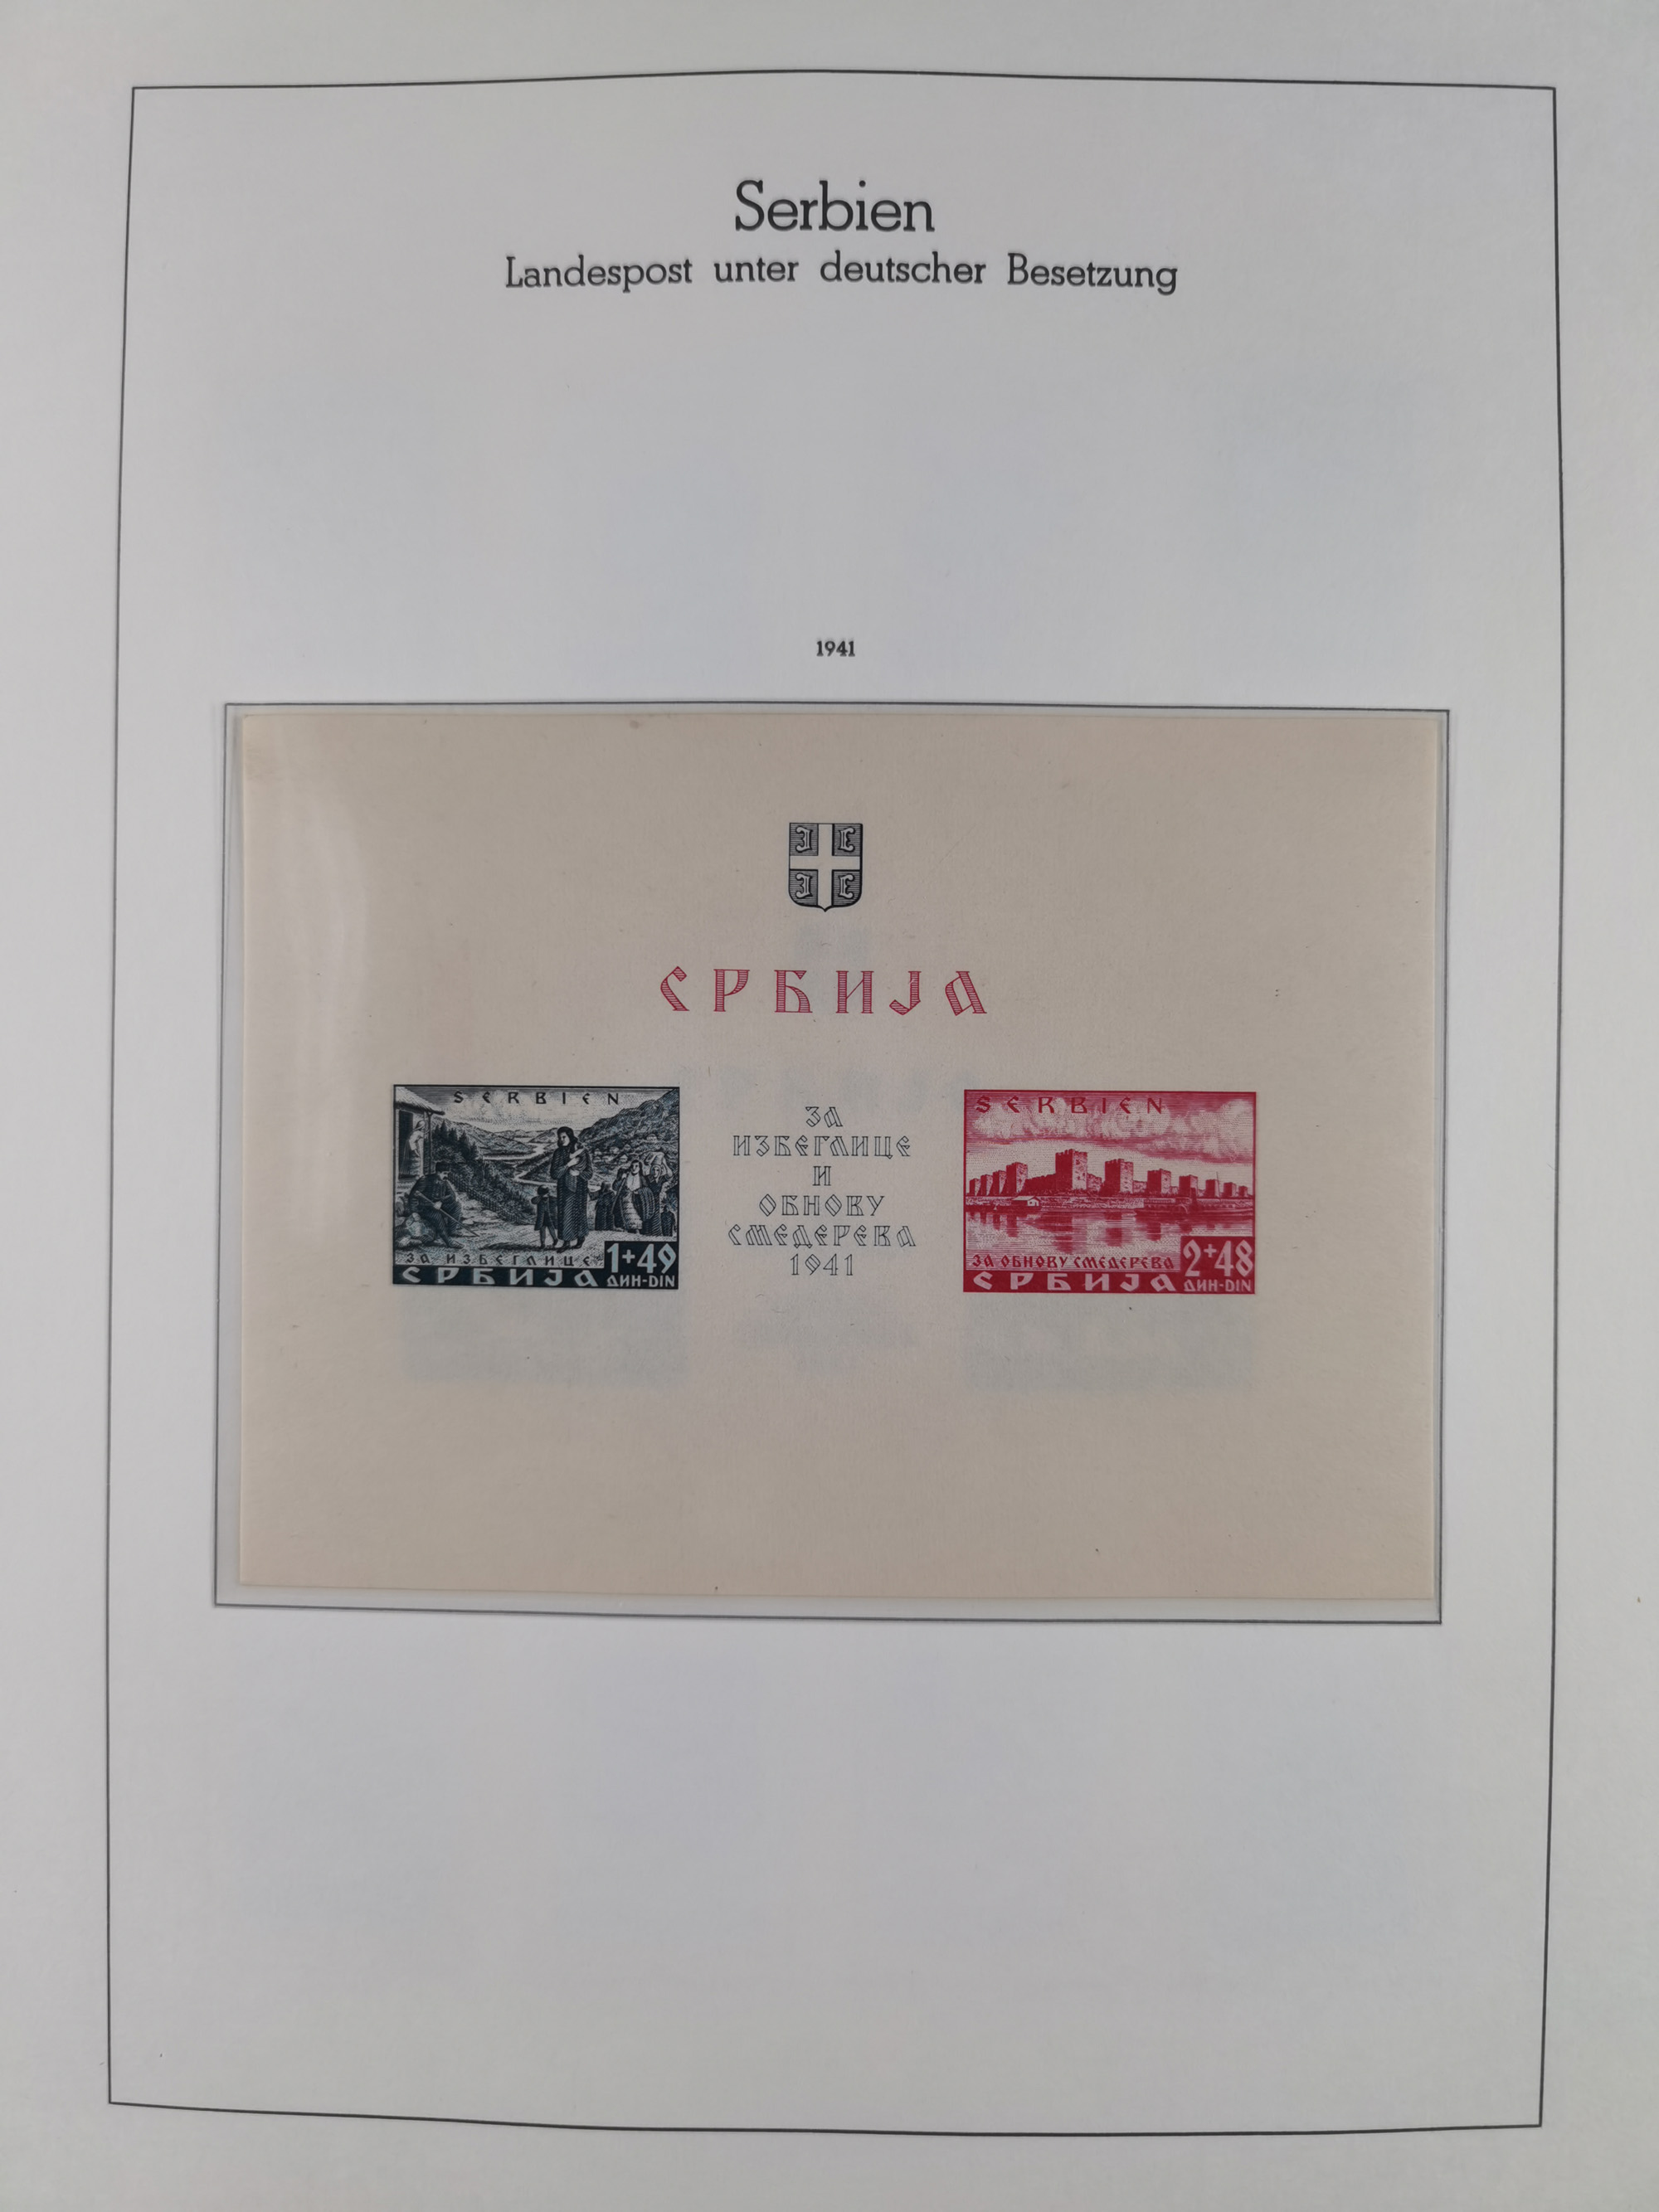 Serbien
Landespost unter deutscher Besetzung
1941
СРБИЈА
SERBIEN
ЗА ИЗБЕГЛИЦЕ
1+49
СРБИЈА
ДИН-DIN
ЗА
ИЗБЕГЛИЦЕ
И
ОБНОВУ
СМЕДЕРЕВА
1941
SERBIEN
ЗА ОБНОВУ СМЕДЕРЕВА
2+48
СРБИЈА
ДИН-DIN